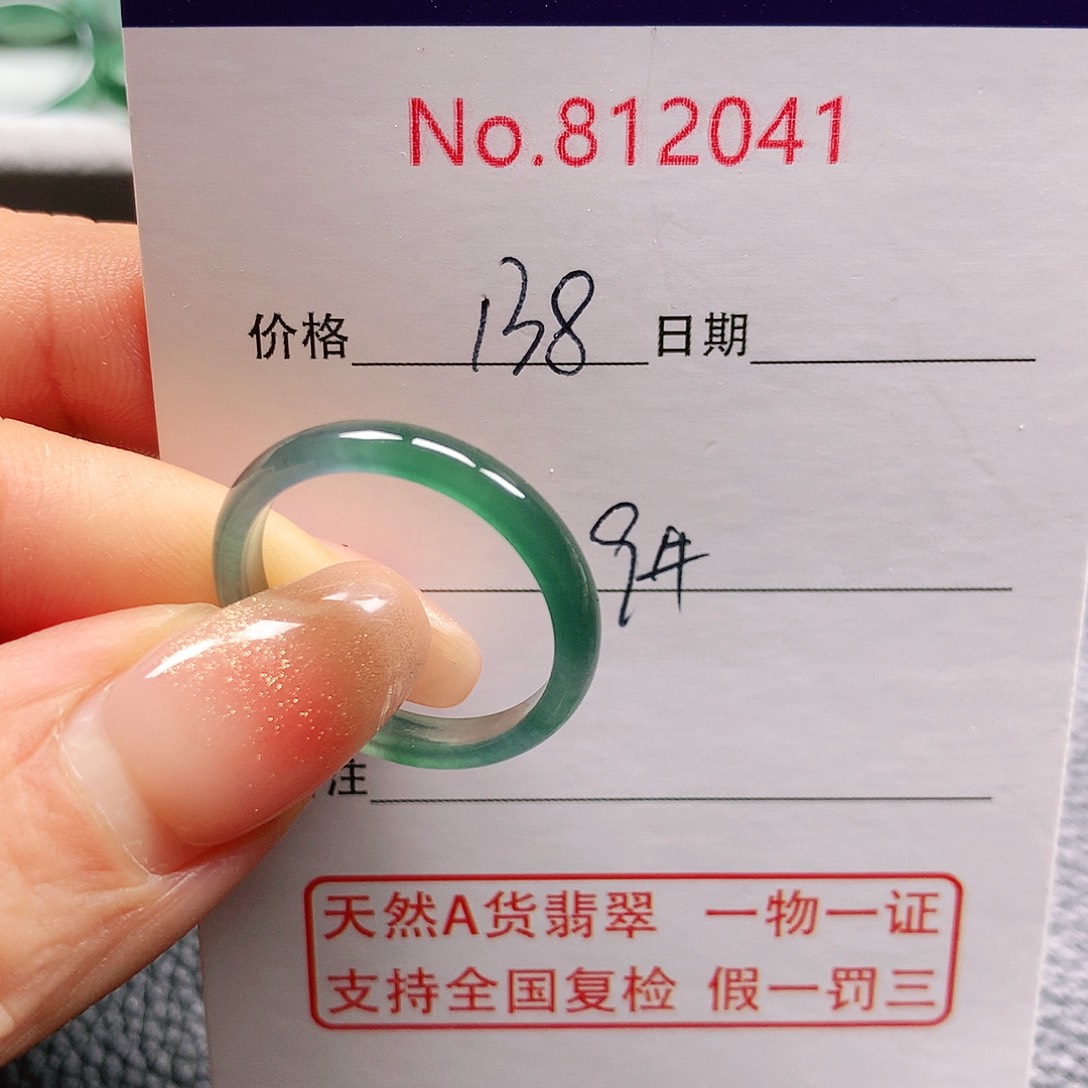 No.812041
价格 138 日期
94
注
天然A货翡翠 一物一证
支持全国复检 假一罚三